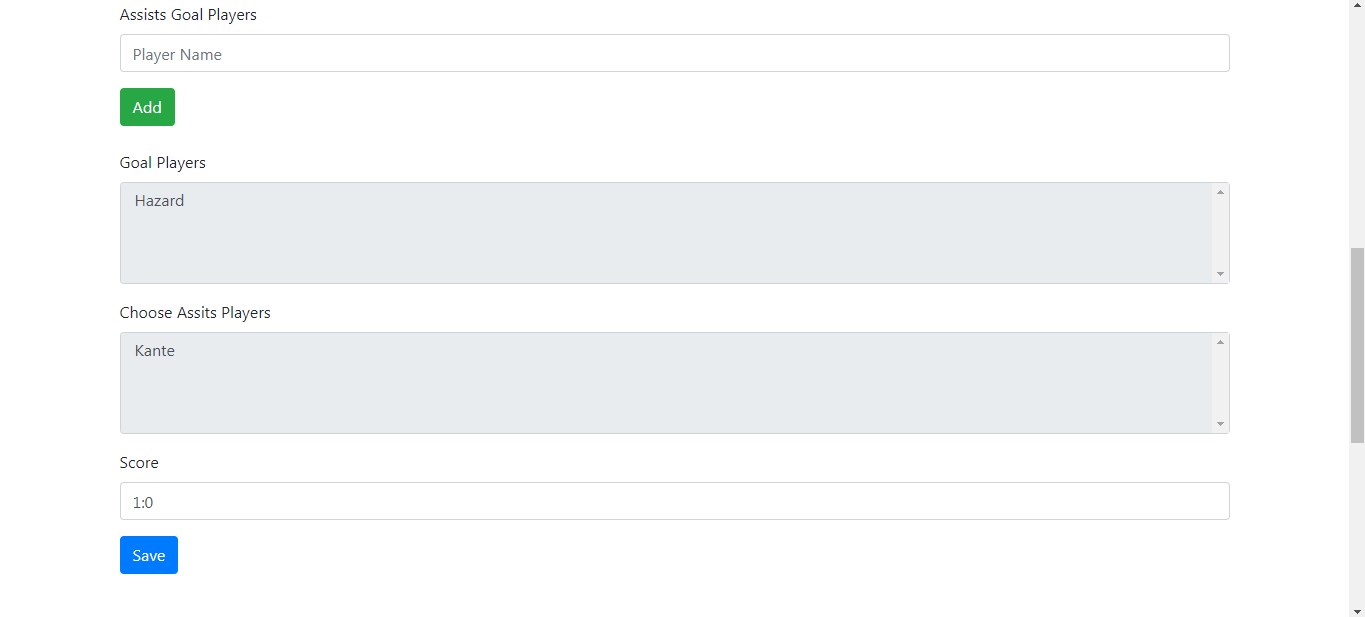 Assists Goal Players
Player Name
Add
Goal Players
Hazard
Choose Assits Players
Kante
Score
1:0
Save